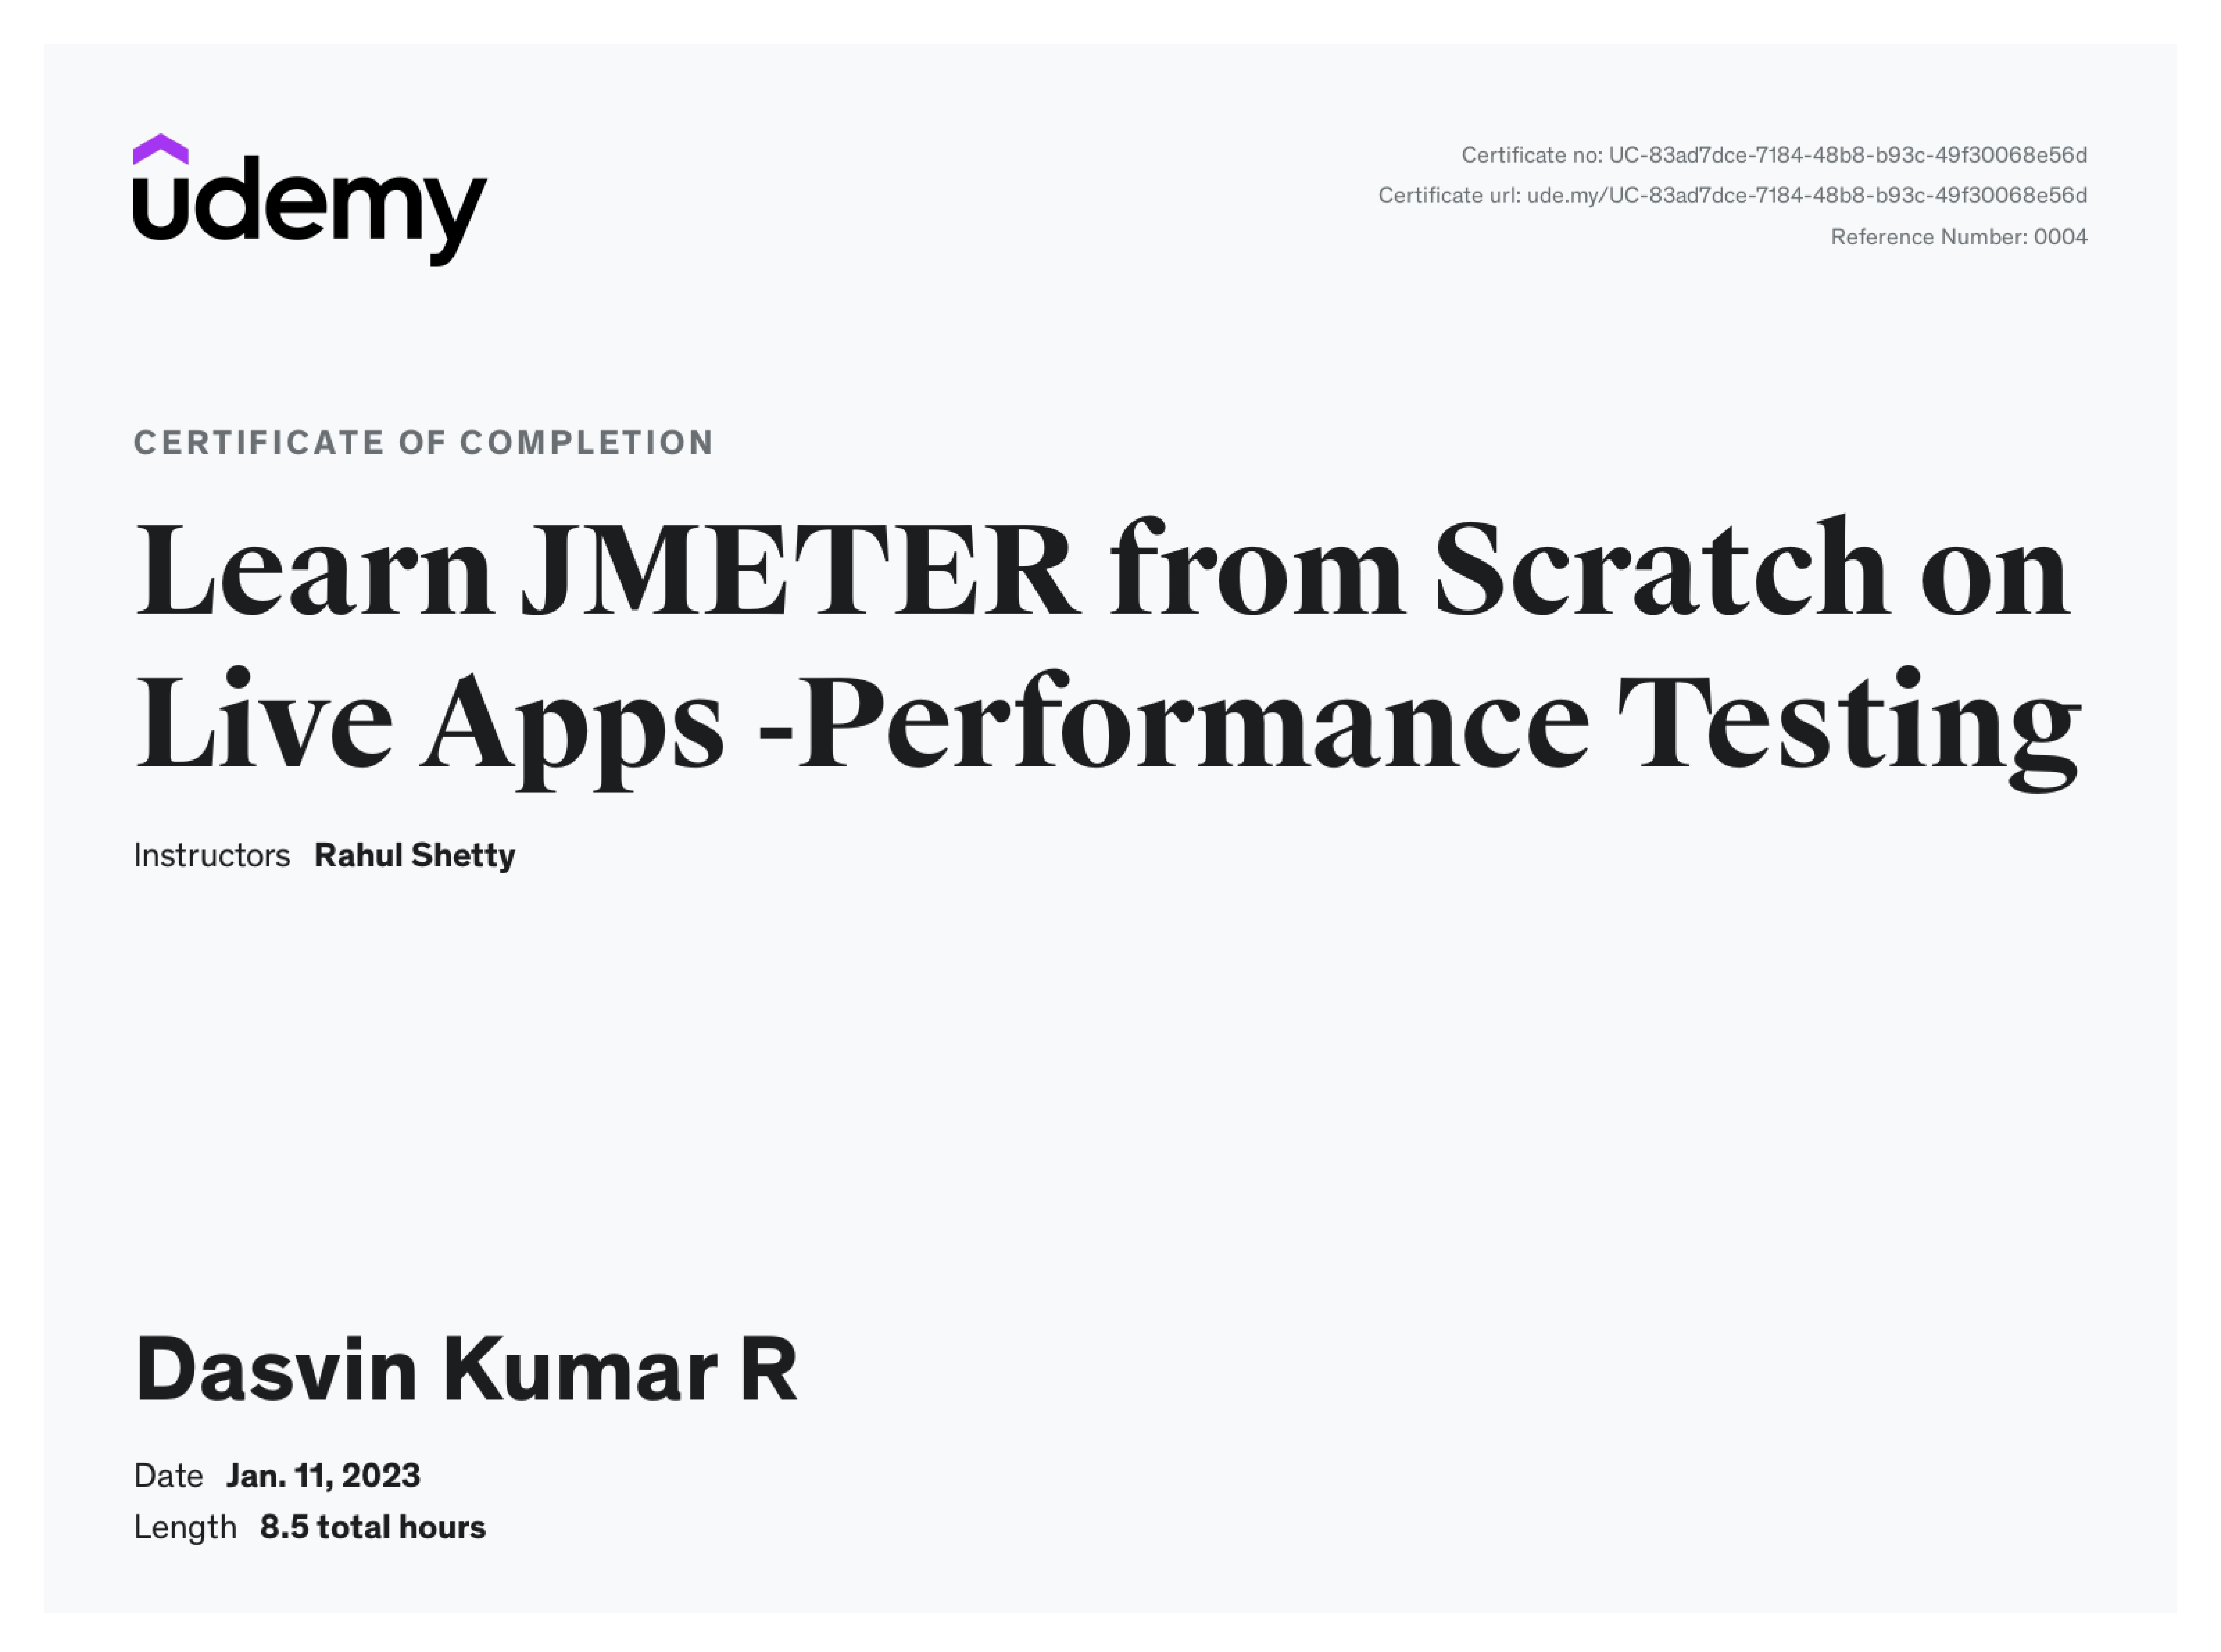 udemy
Certificate no: UC-83ad7dce-7184-48b8-b93c-49f30068e56d
Certificate url: ude.my/UC-83ad7dce-7184-48b8-b93c-49f30068e56d
Reference Number: 0004
CERTIFICATE OF COMPLETION
Learn JMETER from Scratch on
Live Apps -Performance Testing
Instructors Rahul Shetty
Dasvin Kumar R
Date Jan. 11, 2023
Length 8.5 total hours